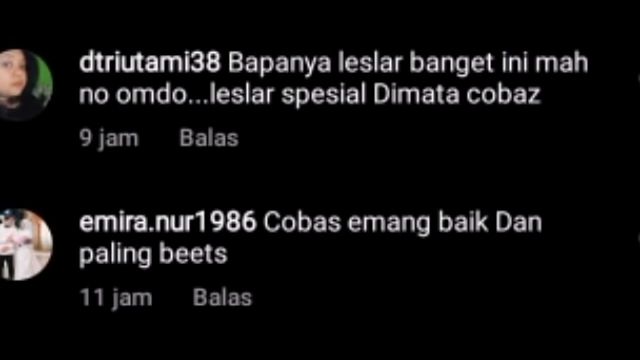 dtriutami38 Bapanya leslar banget ini mah
no omdo...leslar spesial Dimata cobaz
9 jam Balas
emira.nur1986 Cobas emang baik Dan
paling beets
11 jam Balas